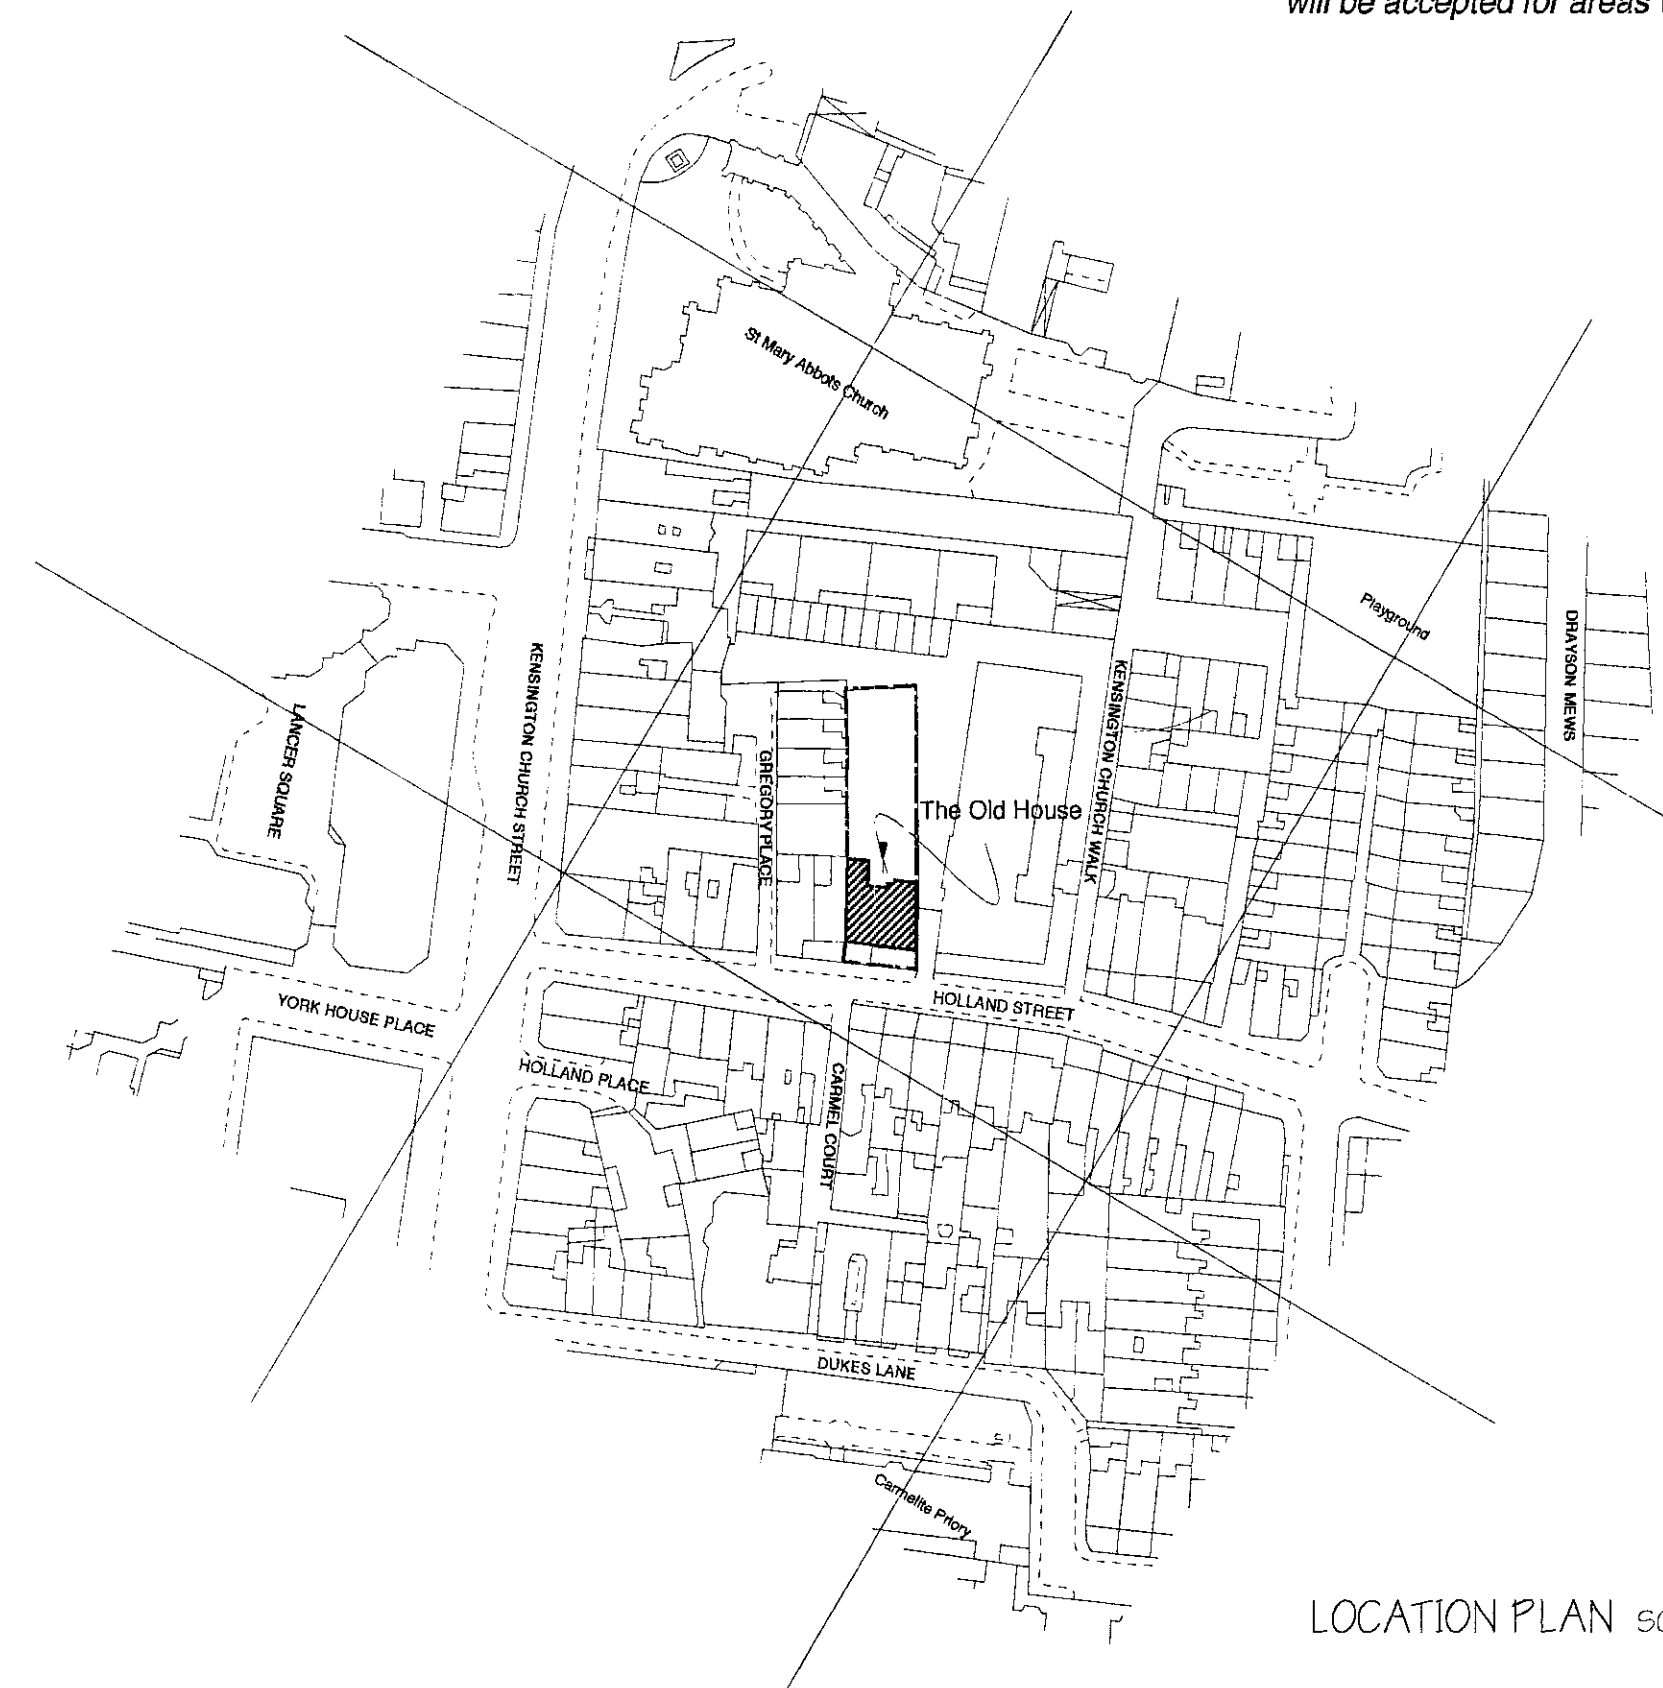 will be accepted for areas
St Mary Abbots Church
Playground
DRAYSON MEWS
KENSINGTON CHURCH STREET
KENSINGTON CHURCH WALK
LANCER SQUARE
GREGORY PLACE
The Old House
YORK HOUSE PLACE
HOLLAND STREET
HOLLAND PLACE
CARMEL COURT
DUKES LANE
Carmelite Priory
LOCATION PLAN